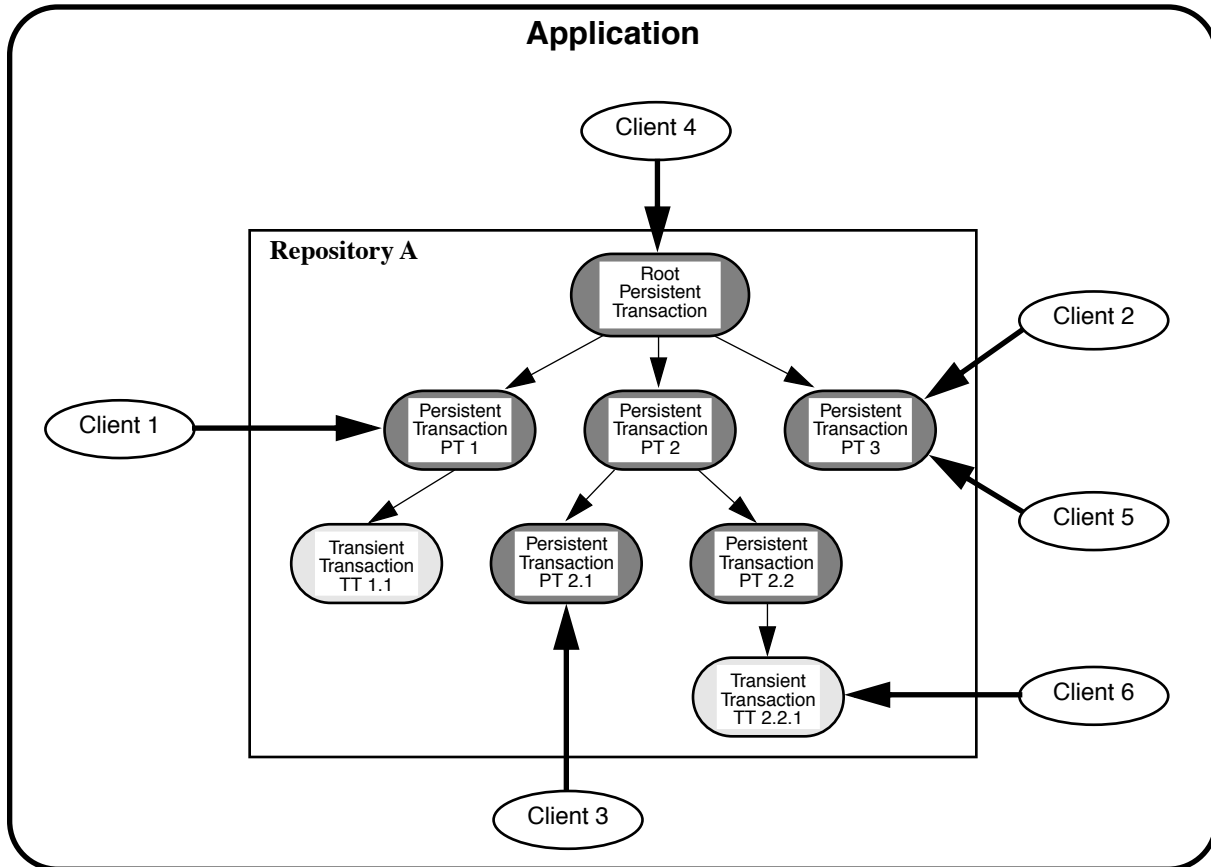 Application
Client 4
Repository A
Root
Persistent
Transaction
Client 2
Client 1
Persistent
Transaction
PT 1
Persistent
Transaction
PT 2
Persistent
Transaction
PT 3
Client 5
Transient
Transaction
TT 1.1
Persistent
Transaction
PT 2.1
Persistent
Transaction
PT 2.2
Transient
Transaction
TT 2.2.1
Client 6
Client 3